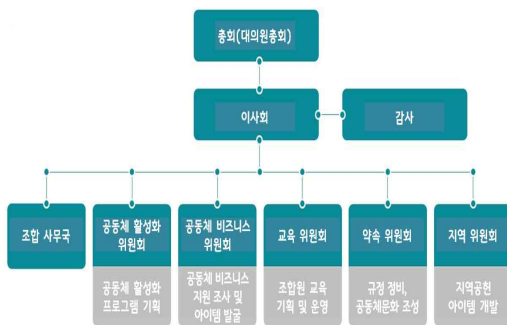 총회(대의원총회)
이사회
감사
조합 사무국
공동체 활성화
위원회
공동체 활성화
프로그램 기획
공동체 비즈니스
위원회
공동체 비즈니스
지원 조사 및
아이템 발굴
교육 위원회
조합원 교육
기획 및 운영
약속 위원회
규정 정비,
공동체문화 조성
지역 위원회
지역공헌
아이템 개발